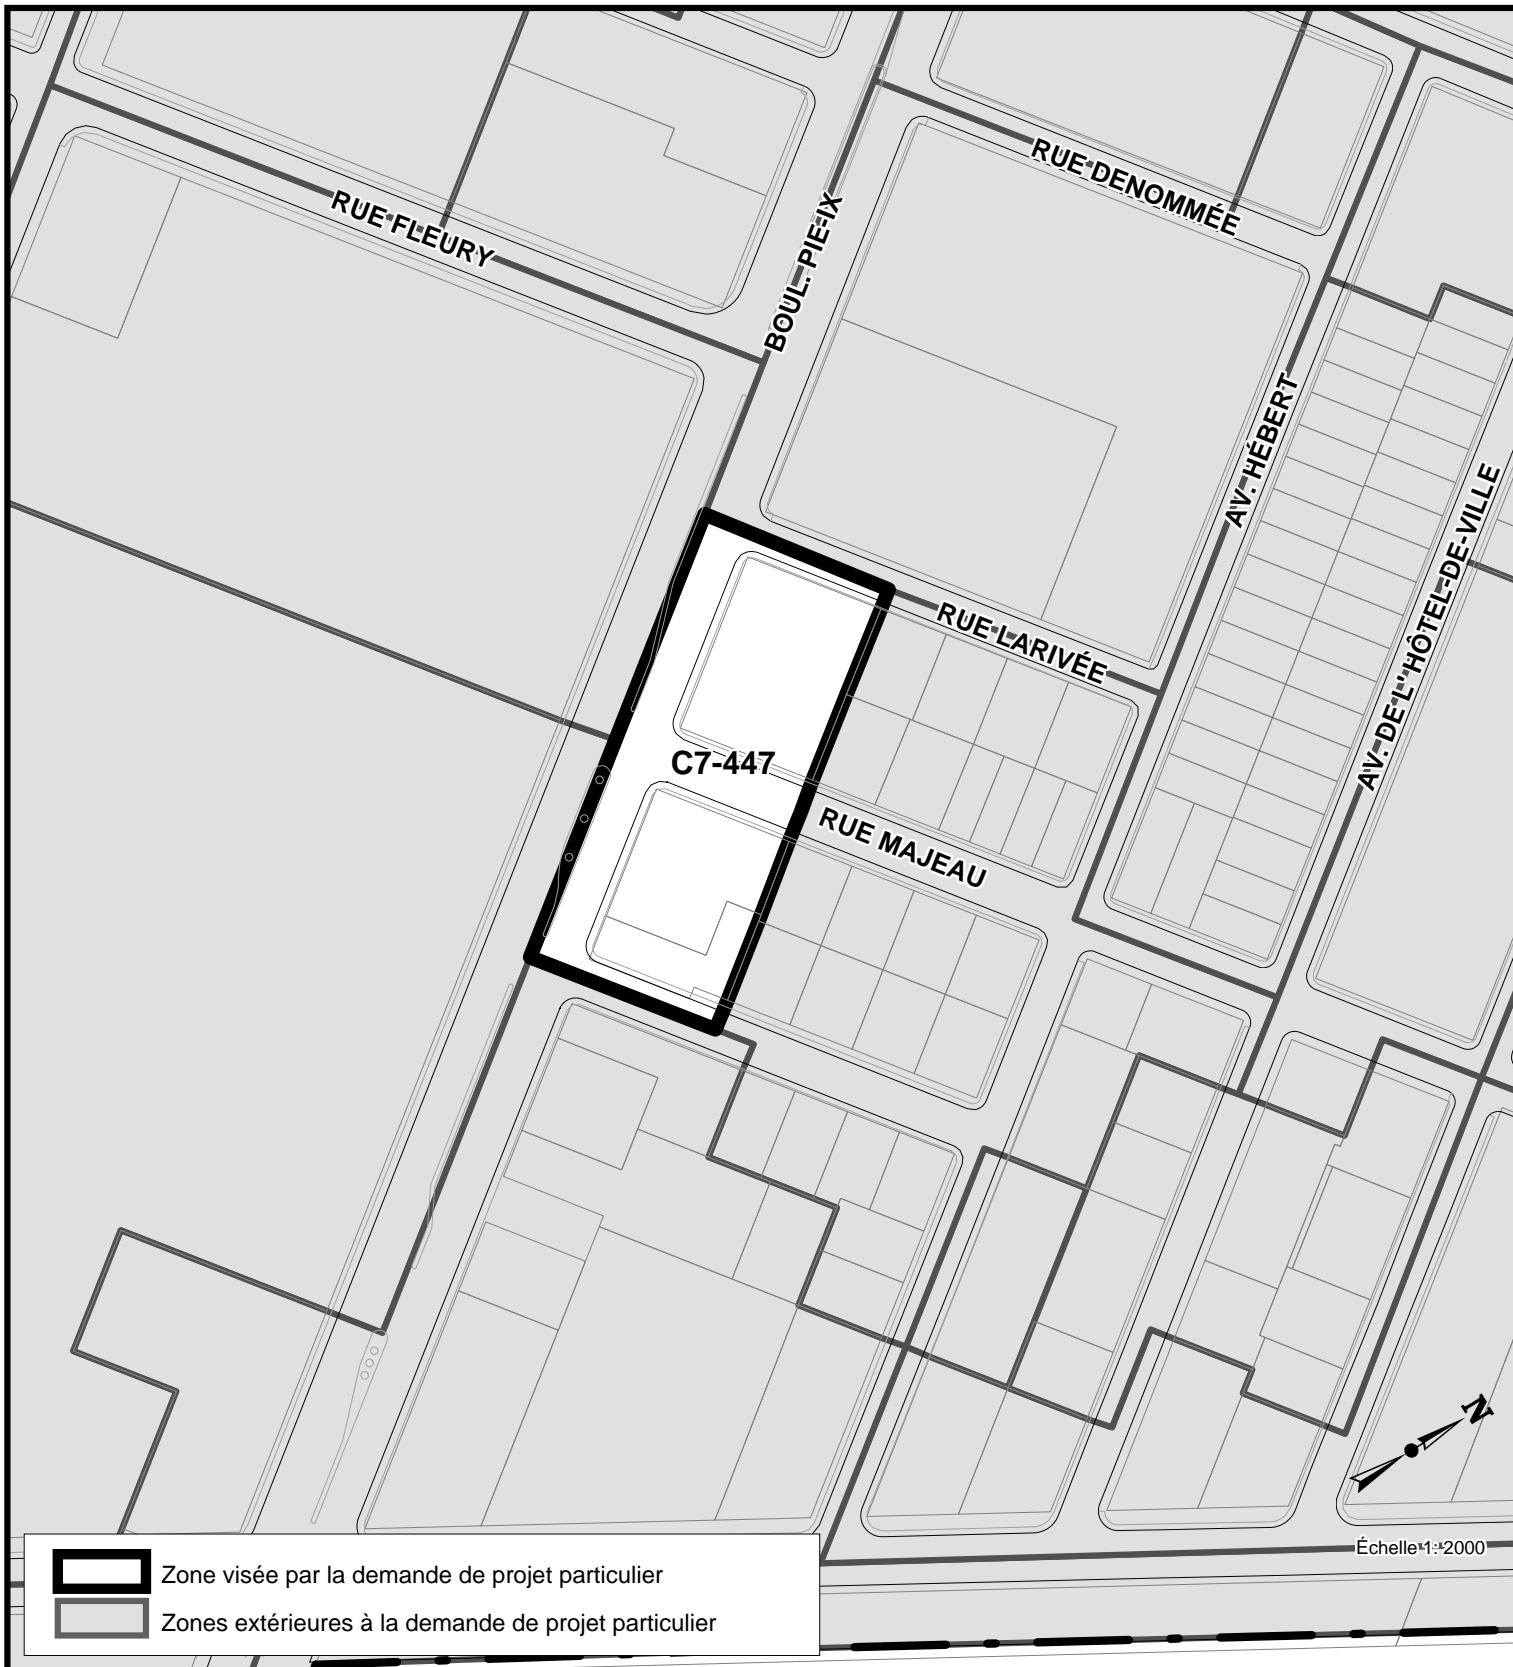 RUE DENOMMÉE
RUE FLEURY
BOUL. PIE-IX
AV. HÉBERT
AV. DE L'HÔTEL-DE-VILLE
RUE LARIVÉE
C7-447
RUE MAJEAU
N
Échelle 1: 2000
Zone visée par la demande de projet particulier
Zones extérieures à la demande de projet particulier